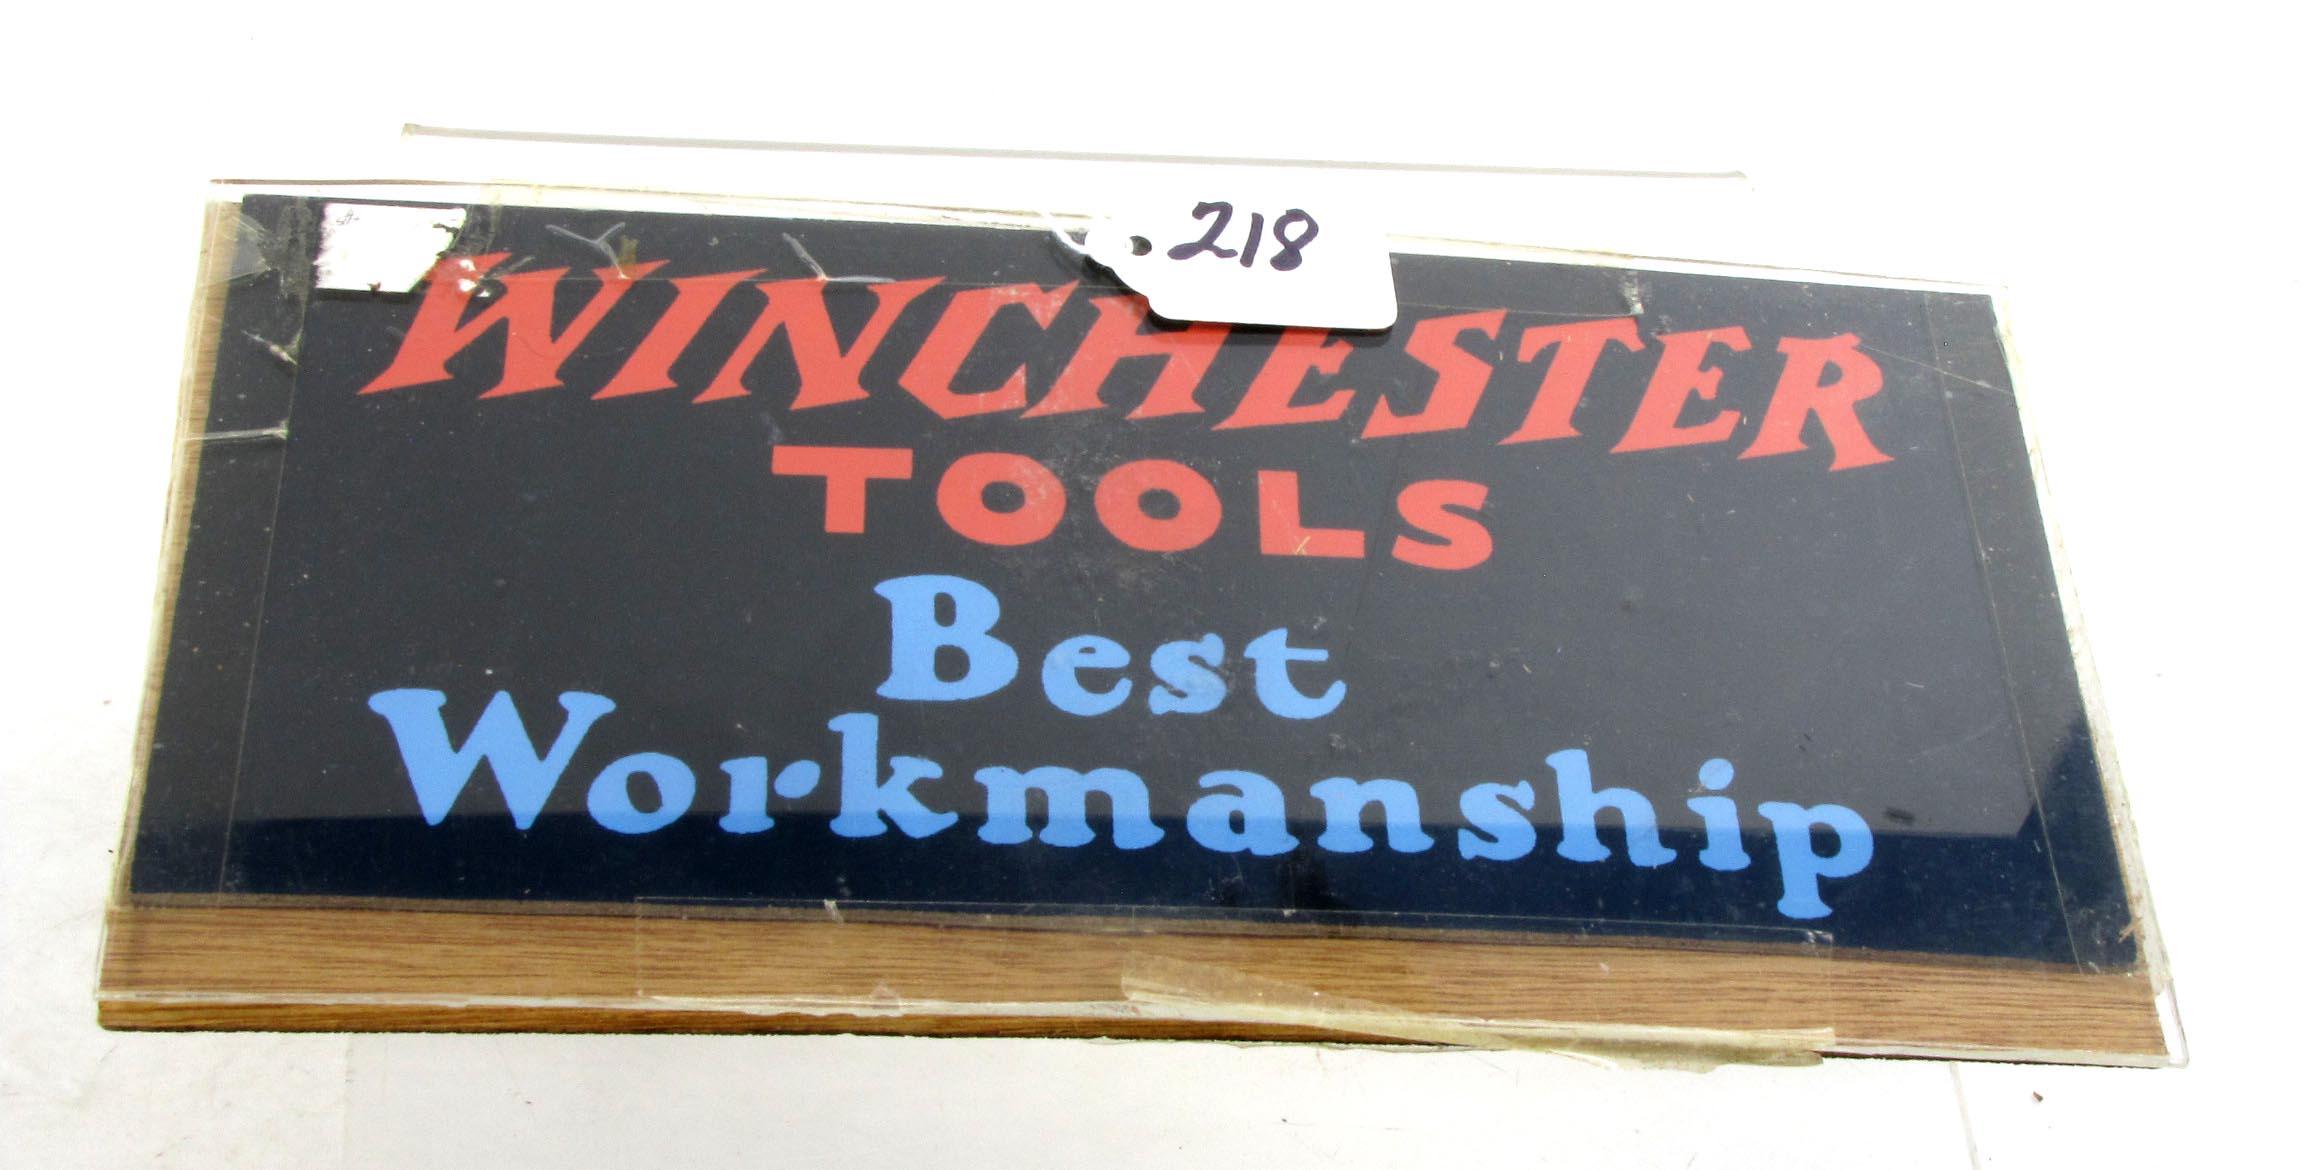 218
WINCHESTER
TOOLS
Best
Workmanship